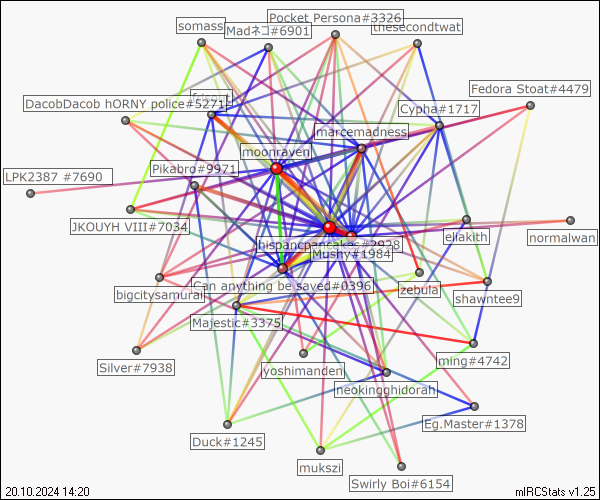 Pocket Persona#3326
somass
Madネコ#6901
thesecondtwat
Fedora Stoat#4479
DacobDacob hORNY police#5271
Cypha#1717
marcemadness
moonraven
Pikabro#9971
LPK2387 #7690
JKOUYH VIII#7034
eliakith
normalwan
hispancpancakes#2928
Mushy#1984
Can anything be saved#0396
bigcitysamurai
zebula
shawntee9
Majestic#3375
ming#4742
Silver#7938
yoshimanden
neokingghidorah
Eg.Master#1378
Duck#1245
mukszi
Swirly Boi#6154
20.10.2024 14:20
mIRCStats v1.25